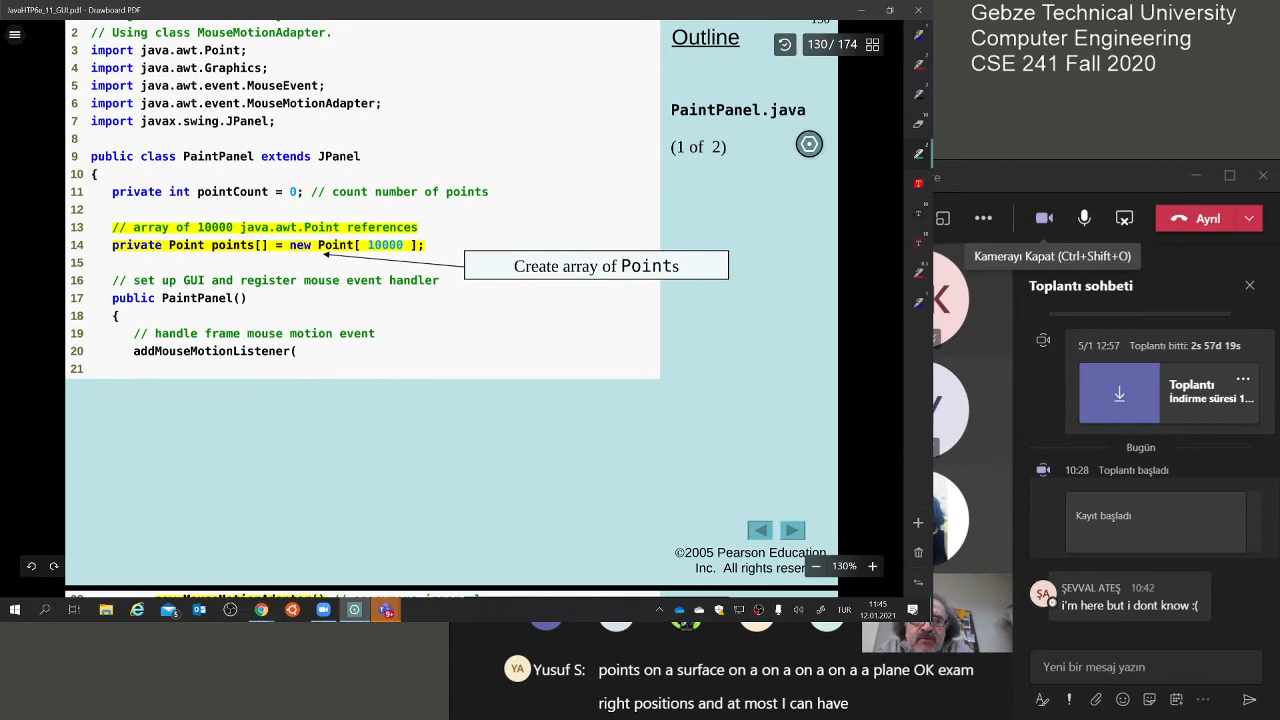 JavaHTP6e_11_GUI.pdf - Drawboard PDF
2 // Using class MouseMotionAdapter.
3 import java.awt.Point;
4 import java.awt.Graphics;
5 import java.awt.event.MouseEvent;
6 import java.awt.event.MouseMotionAdapter;
7 import javax.swing.JPanel;
8
9 public class PaintPanel extends JPanel
10 {
11 private int pointCount = 0; // count number of points
12
13 // array of 10000 java.awt.Point references
14 private Point points[] = new Point[ 10000 ];
15
16 // set up GUI and register mouse event handler
17 public PaintPanel()
18 {
19 // handle frame mouse motion event
20 addMouseMotionListener(
21
Create array of Points
Outline
130 / 174
PaintPanel.java
(1 of 2)
©2005 Pearson Education
Inc. All rights reser
130%
TUR
11:45
12.01.2021
Gebze Technical University
Computer Engineering
CSE 241 Fall 2020
Ayrıl
Kamerayı Kapat (Ctrl+Shift+O)
Toplantı sohbeti
5/1 12:57 Toplantı bitti: 2s 57d 19s
Toplantı
İndirme süresi 1...
Bugün
10:28 Toplantı başladı
Kayıt başladı
ŞA
ŞEVVAL ATEŞ 10:42
i'm here but i dont know :(
Yeni bir mesaj yazın
YA Yusuf S: points on a surface on a on a on a on a a plane OK exam
right positions and at most I can have